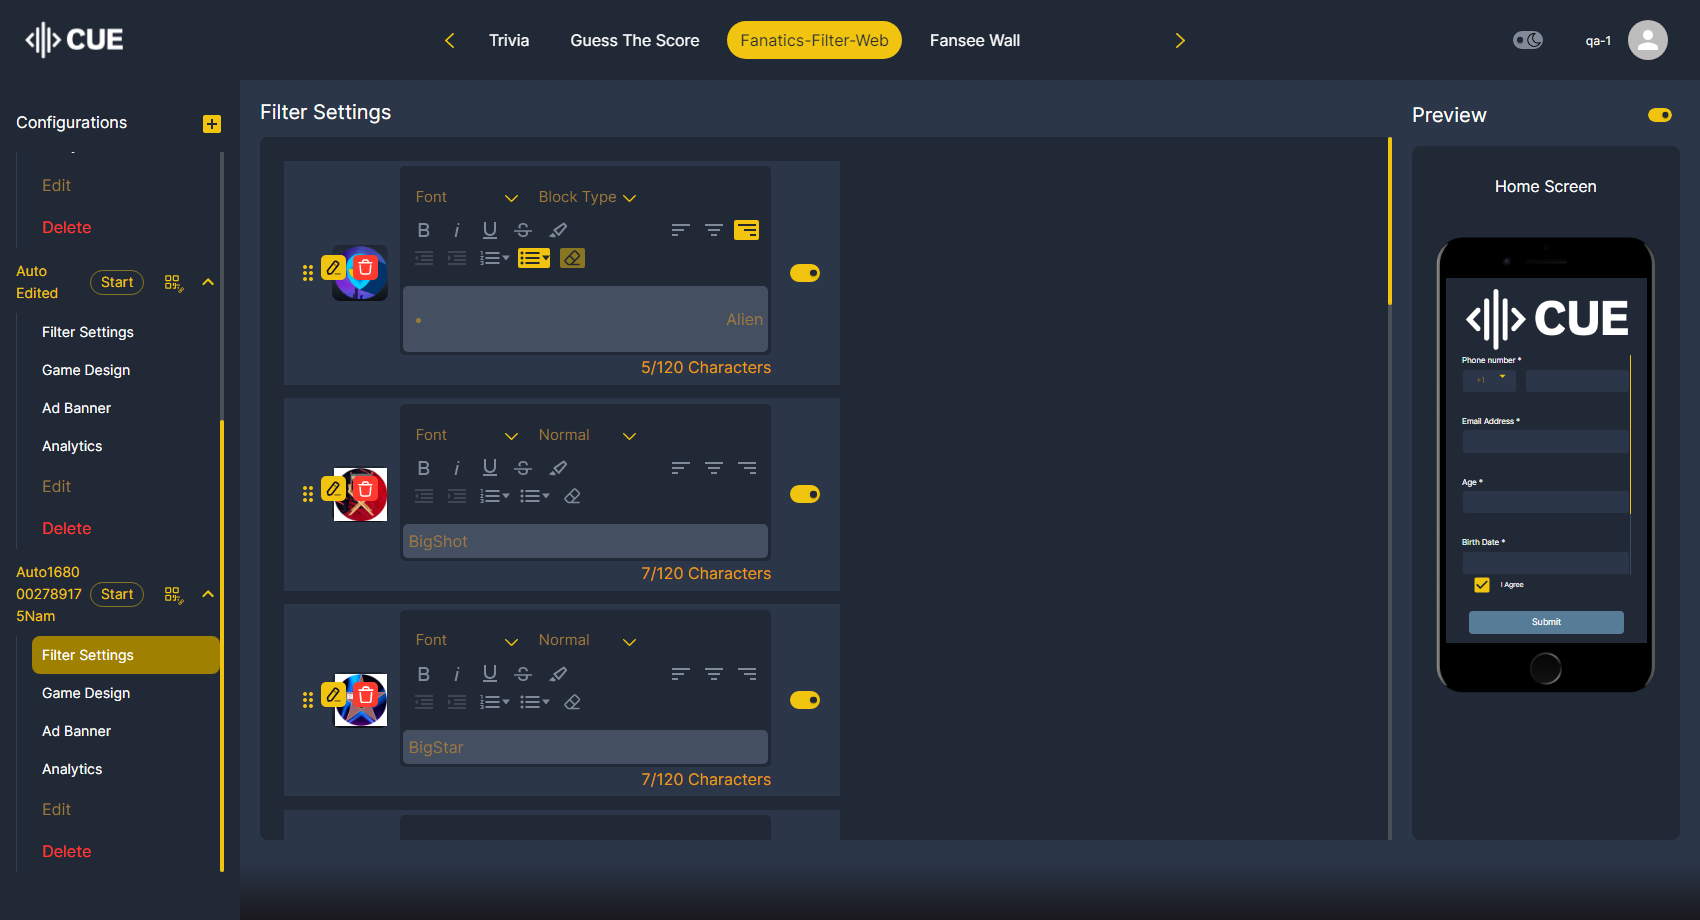 CUE
Trivia
Guess The Score
Fanatics-Filter-Web
Fansee Wall
qa-1
Configurations
Edit
Delete
Auto
Edited
Start
Filter Settings
Game Design
Ad Banner
Analytics
Edit
Delete
Auto1680
00278917
5Nam
Start
Filter Settings
Game Design
Ad Banner
Analytics
Edit
Delete
Filter Settings
Font
Block Type
• Alien
5/120 Characters
Font
Normal
BigShot
7/120 Characters
Font
Normal
BigStar
7/120 Characters
Preview
Home Screen
CUE
Phone number *
+1
Email Address *
Age *
Birth Date *
I Agree
Submit